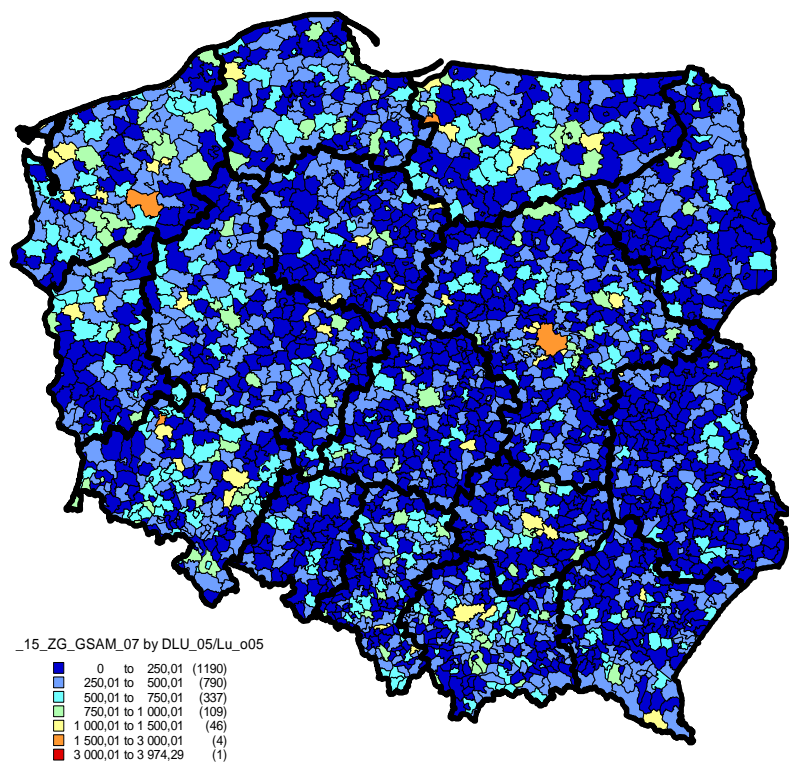 _15_ZG_GSAM_07 by DLU_05/Lu_o05
0 to 250,01 (1190)
250,01 to 500,01 (790)
500,01 to 750,01 (337)
750,01 to 1 000,01 (109)
1 000,01 to 1 500,01 (46)
1 500,01 to 3 000,01 (4)
3 000,01 to 3 974,29 (1)